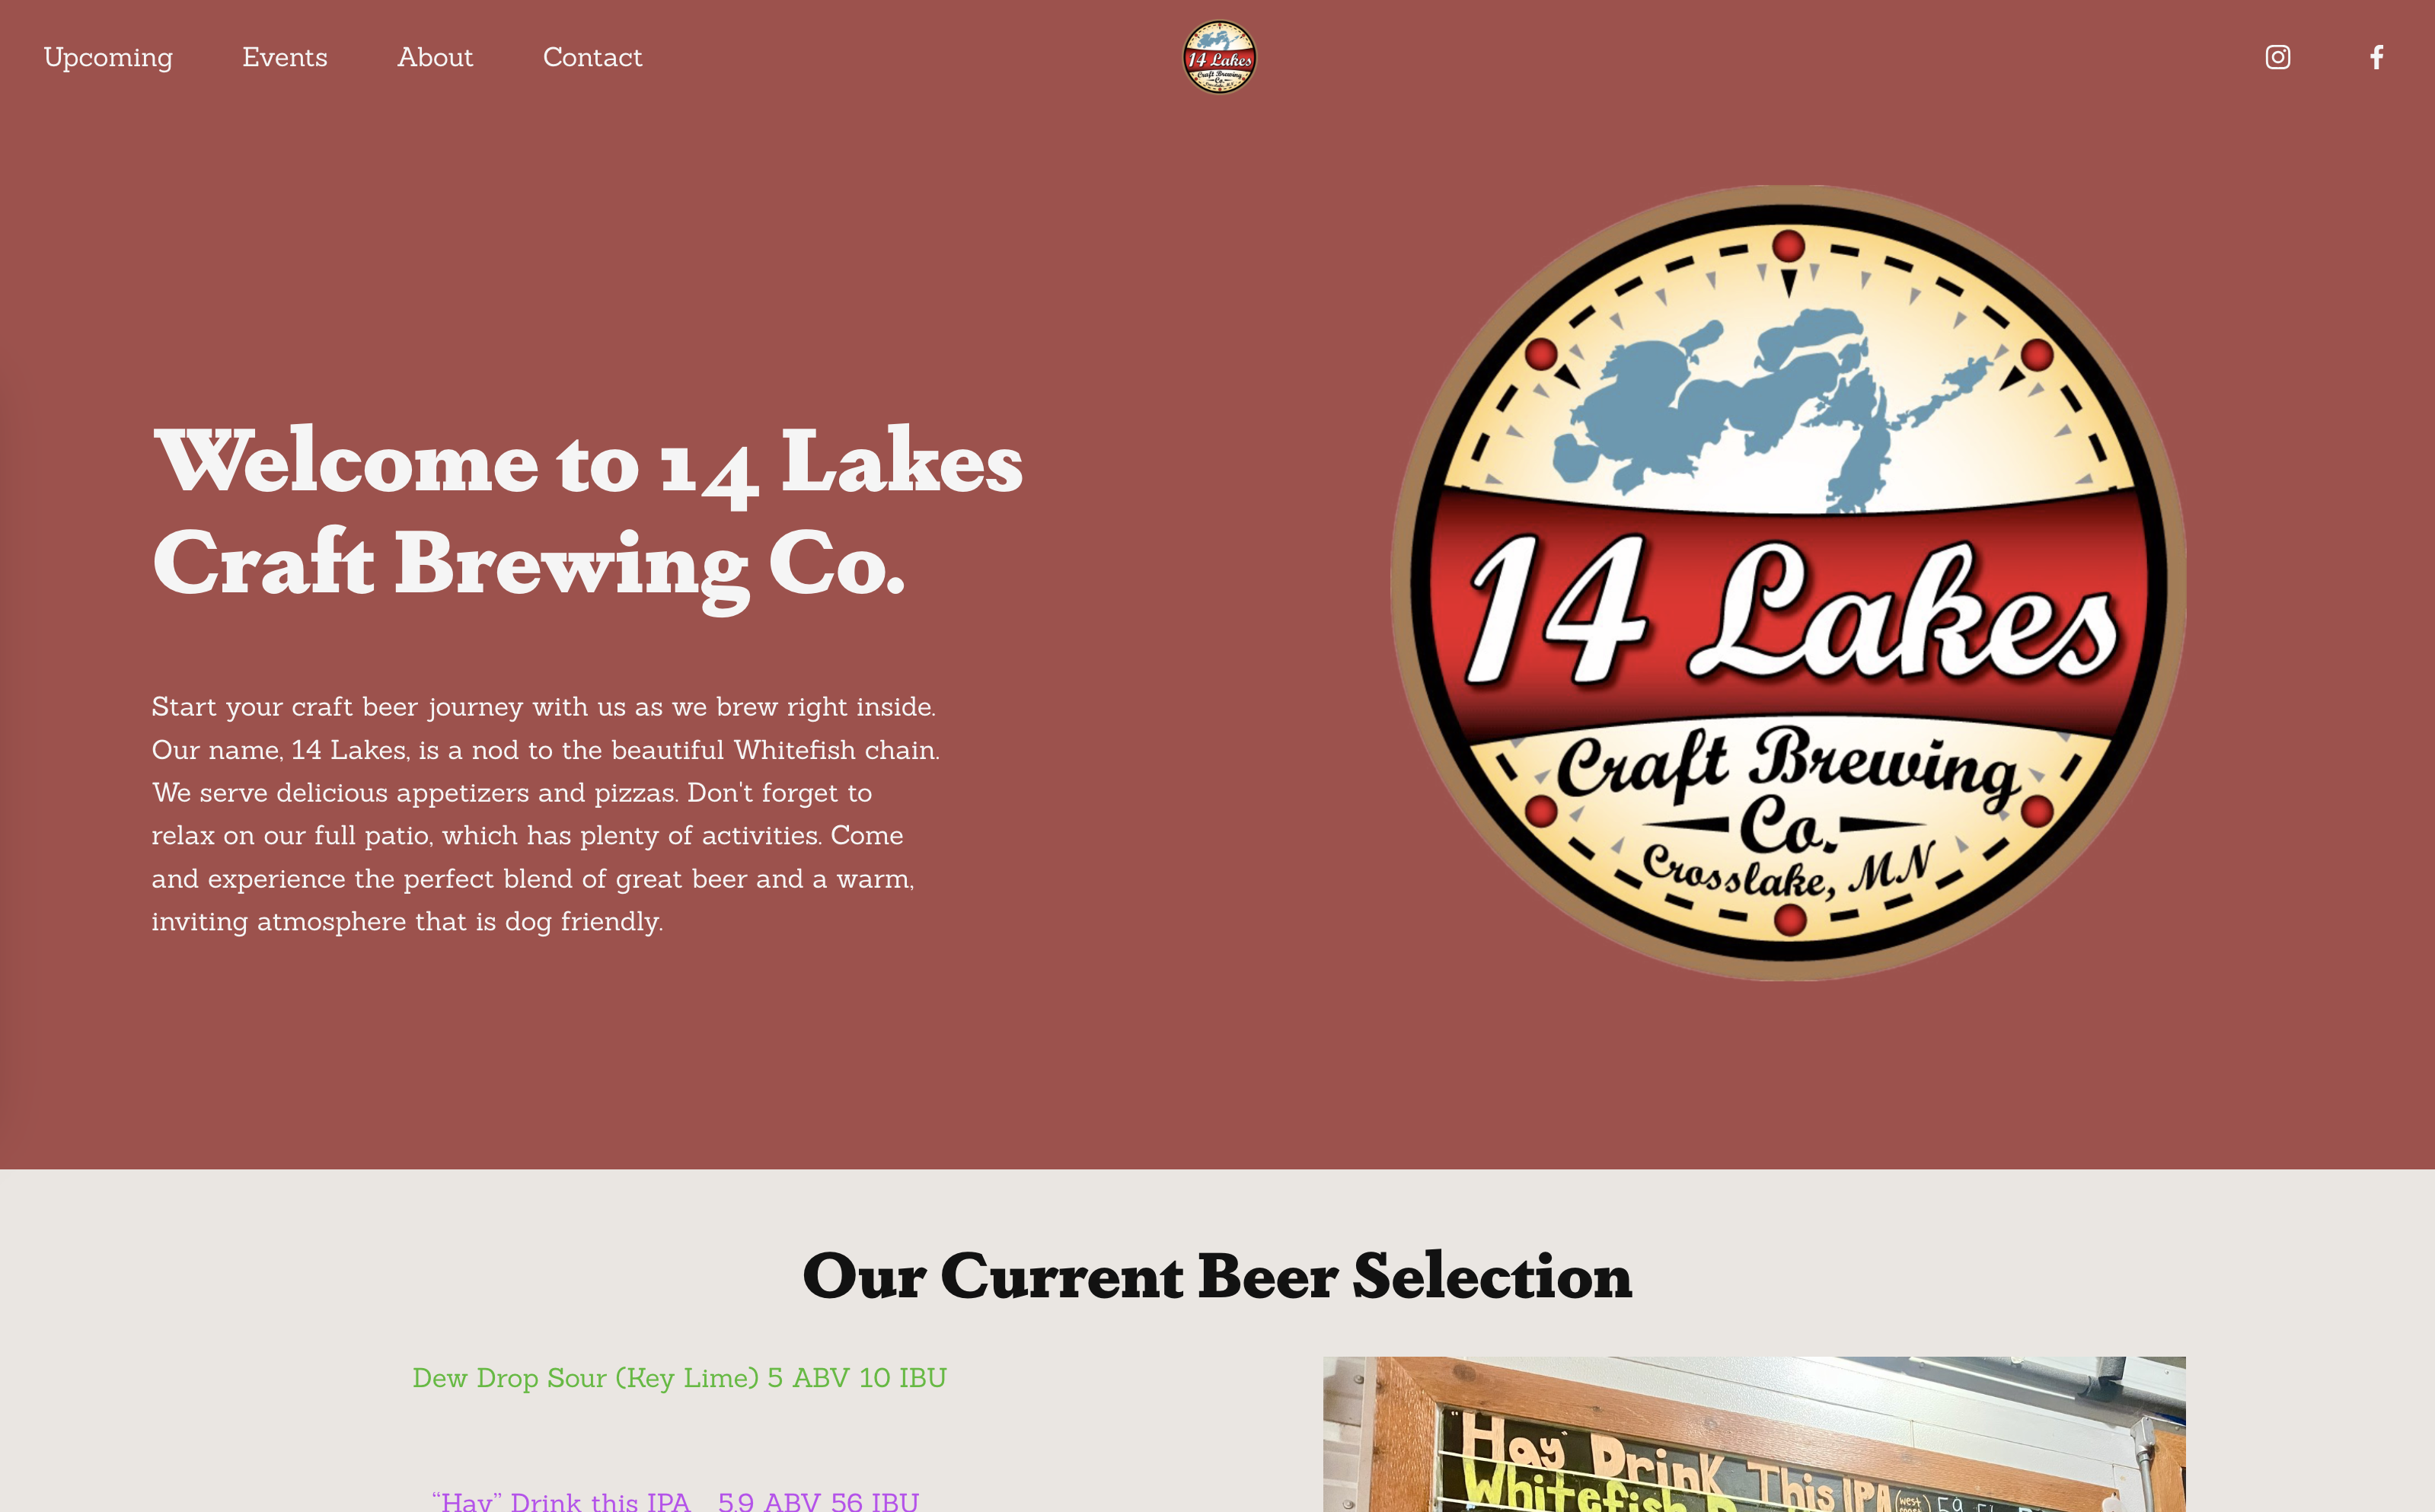 Upcoming Events About Contact
14 Lakes
Craft Brewing
Co.
Crosslake, MN
Welcome to 14 Lakes
Craft Brewing Co.
Start your craft beer journey with us as we brew right inside.
Our name, 14 Lakes, is a nod to the beautiful Whitefish chain.
We serve delicious appetizers and pizzas. Don't forget to
relax on our full patio, which has plenty of activities. Come
and experience the perfect blend of great beer and a warm,
inviting atmosphere that is dog friendly.
14 Lakes
Craft Brewing
Co.
Crosslake, MN
Our Current Beer Selection
Dew Drop Sour (Key Lime) 5 ABV 10 IBU
“Hay” Drink this IPA 5.9 ABV 56 IBU
"Hay" Drink This IPA (west
Whitefish